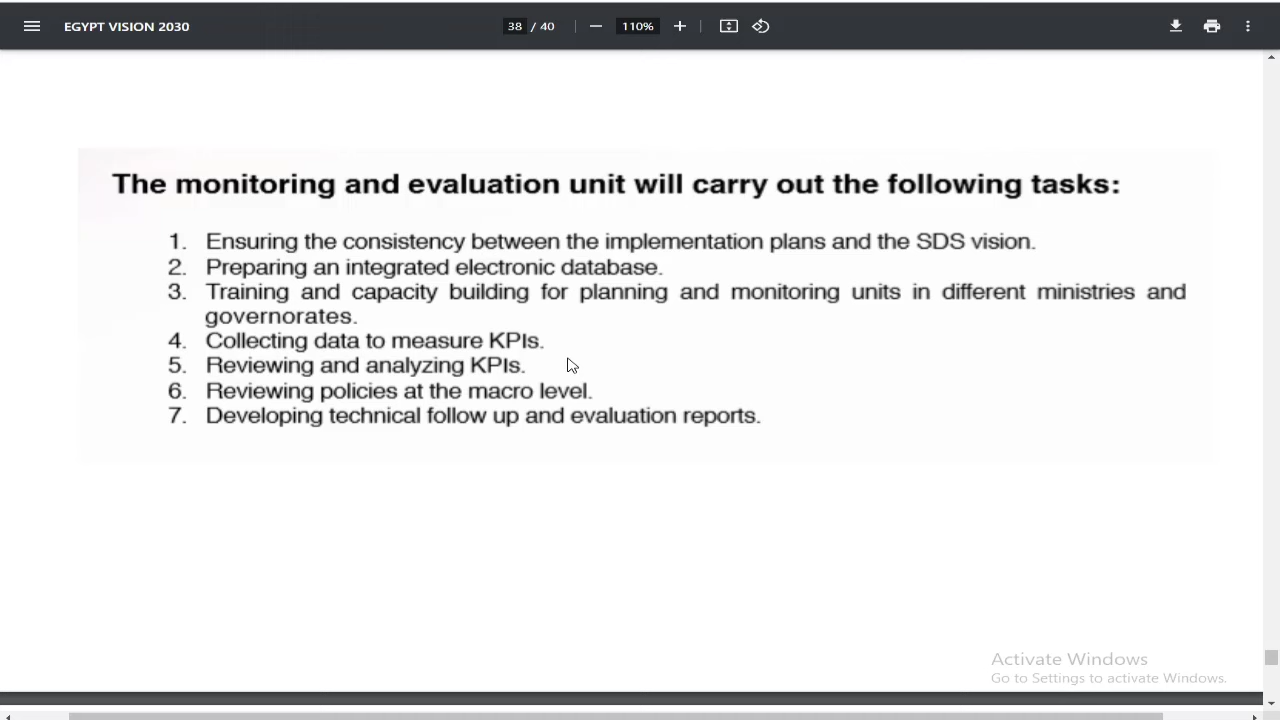 EGYPT VISION 2030
38 / 40
110%
The monitoring and evaluation unit will carry out the following tasks:
1. Ensuring the consistency between the implementation plans and the SDS vision.
2. Preparing an integrated electronic database.
3. Training and capacity building for planning and monitoring units in different ministries and
governorates.
4. Collecting data to measure KPIs.
5. Reviewing and analyzing KPIs.
6. Reviewing policies at the macro level.
7. Developing technical follow up and evaluation reports.
Activate Windows
Go to Settings to activate Windows.